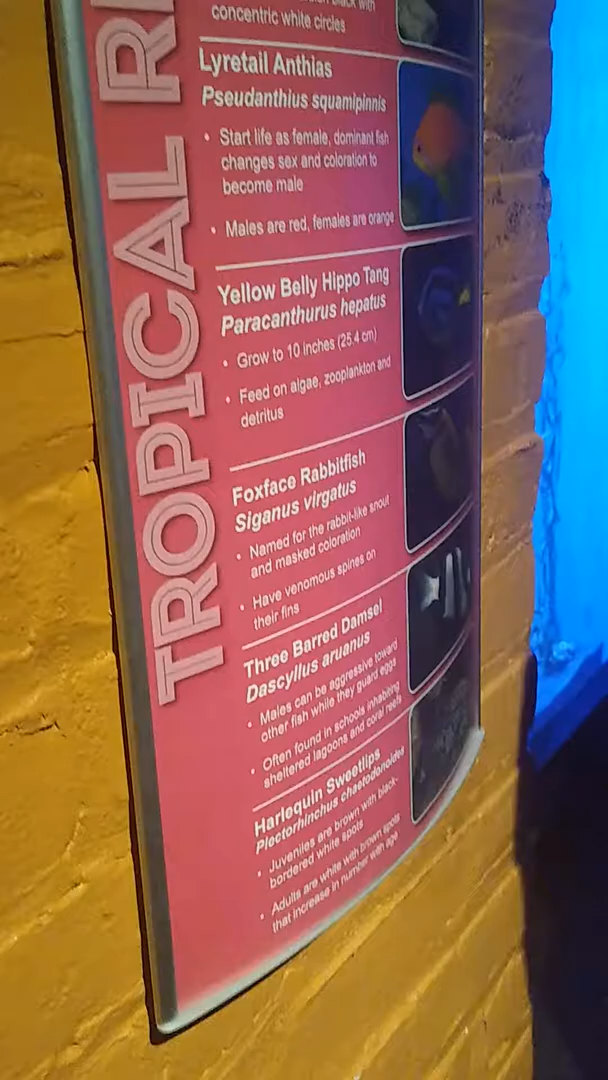 black with
concentric white circles
Lyretail Anthias
Pseudanthius squamipinnis
• Start life as female, dominant fish
changes sex and coloration to
become male
• Males are red, females are orange
Yellow Belly Hippo Tang
Paracanthurus hepatus
• Grow to 10 inches (25.4 cm)
• Feed on algae, zooplankton and
detritus
Foxface Rabbitfish
Siganus virgatus
• Named for the rabbit-like snout
and masked coloration
• Have venomous spines on
their fins
Three Barred Damsel
Dascyllus aruanus
• Males can be aggressive toward
other fish while they guard eggs
• Often found in schools inhabiting
sheltered lagoons and coral reefs
Harlequin Sweetlips
Plectorhinchus chaetodonoides
• Juveniles are brown with black-
bordered white spots
• Adults are white with brown spots
that increase in number with age
TROPICAL R